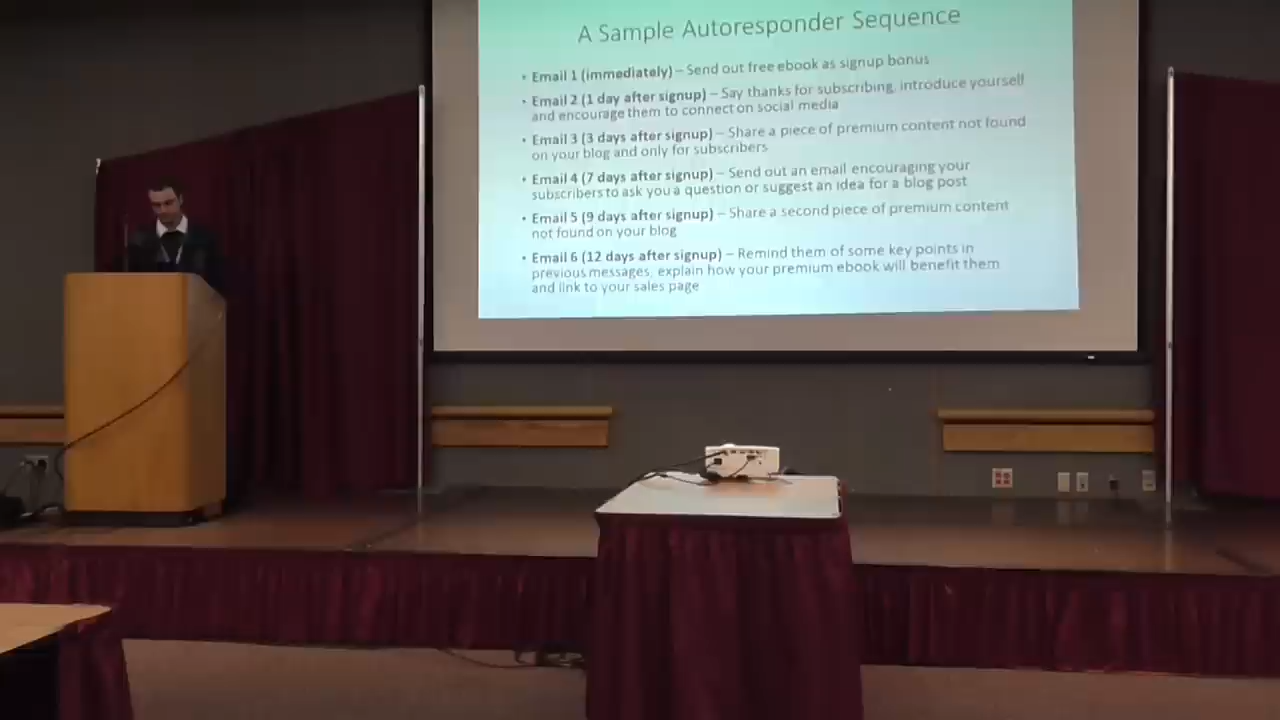 A Sample Autoresponder Sequence
• Email 1 (immediately) – Send out free ebook as signup bonus
• Email 2 (1 day after signup) – Say thanks for subscribing, introduce yourself
and encourage them to connect on social media
• Email 3 (3 days after signup) – Share a piece of premium content not found
on your blog and only for subscribers
• Email 4 (7 days after signup) – Send out an email encouraging your
subscribers to ask you a question or suggest an idea for a blog post
• Email 5 (9 days after signup) – Share a second piece of premium content
not found on your blog
• Email 6 (12 days after signup) – Remind them of some key points in
previous messages, explain how your premium ebook will benefit them
and link to your sales page